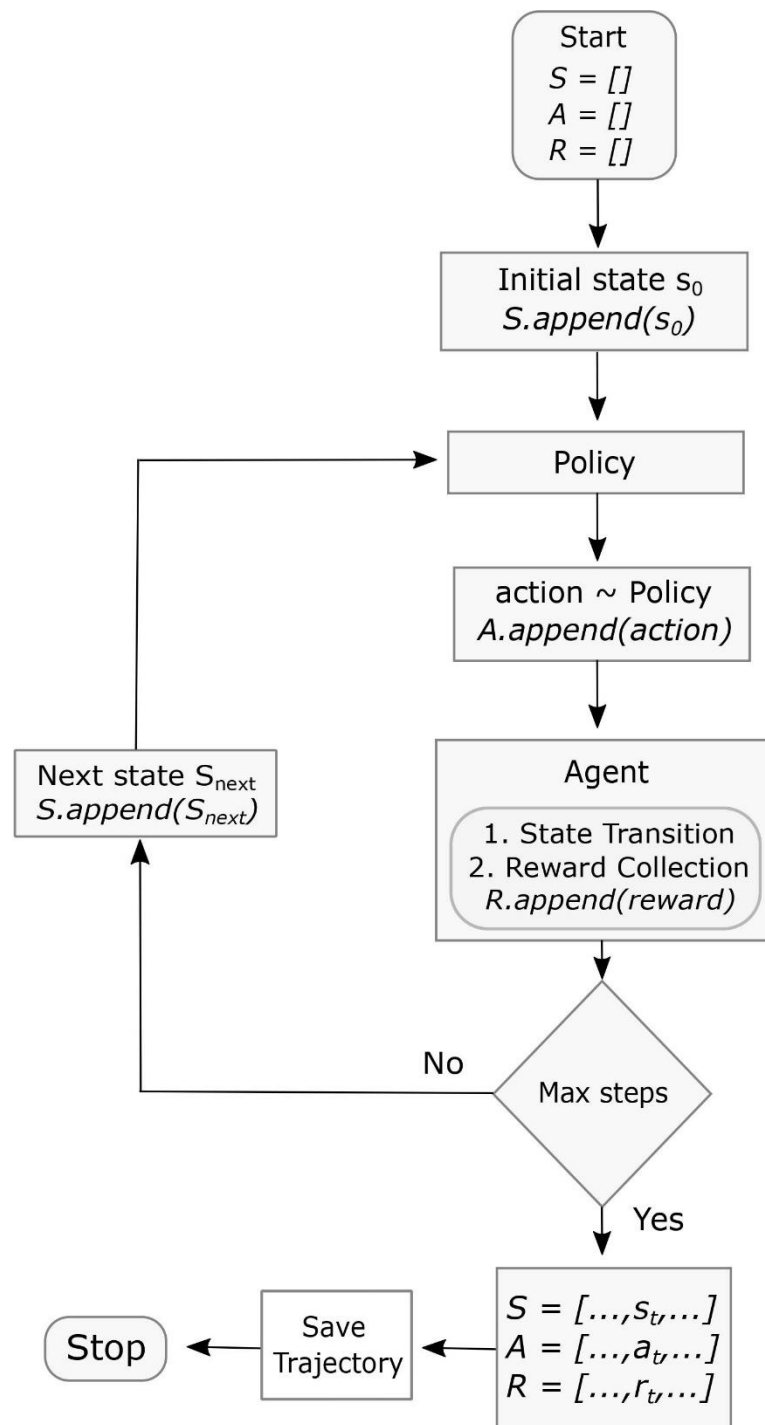 Start
S = []
A = []
R = []
Initial state s₀
S.append(s₀)
Policy
action ~ Policy
A.append(action)
Agent
1. State Transition
2. Reward Collection
R.append(reward)
Next state Sₙₑₓₜ
S.append(Sₙₑₓₜ)
No
Max steps
Yes
S = [...,sₜ,...]
A = [...,aₜ,...]
R = [...,rₜ,...]
Save
Trajectory
Stop